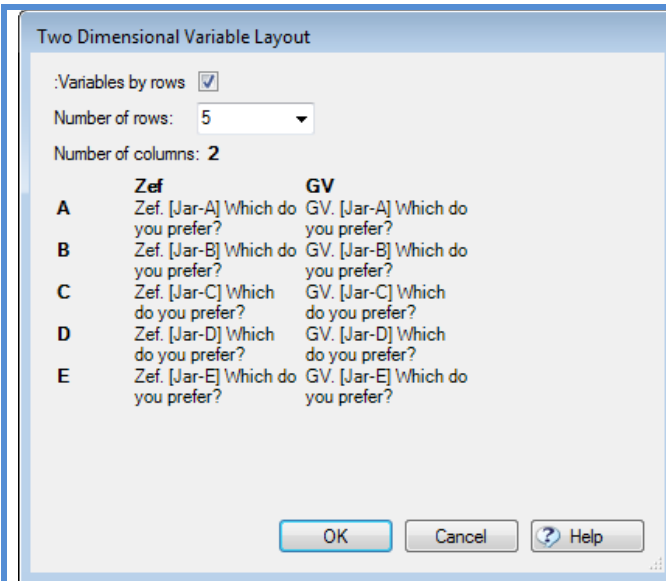 Two Dimensional Variable Layout
:Variables by rows
Number of rows: 5
Number of columns: 2
Zef GV
A Zef. [Jar-A] Which do GV. [Jar-A] Which do
you prefer? you prefer?
B Zef. [Jar-B] Which do GV. [Jar-B] Which do
you prefer? you prefer?
C Zef. [Jar-C] Which GV. [Jar-C] Which
do you prefer? do you prefer?
D Zef. [Jar-D] Which GV. [Jar-D] Which
do you prefer? do you prefer?
E Zef. [Jar-E] Which do GV. [Jar-E] Which do
you prefer? you prefer?
OK Cancel ? Help